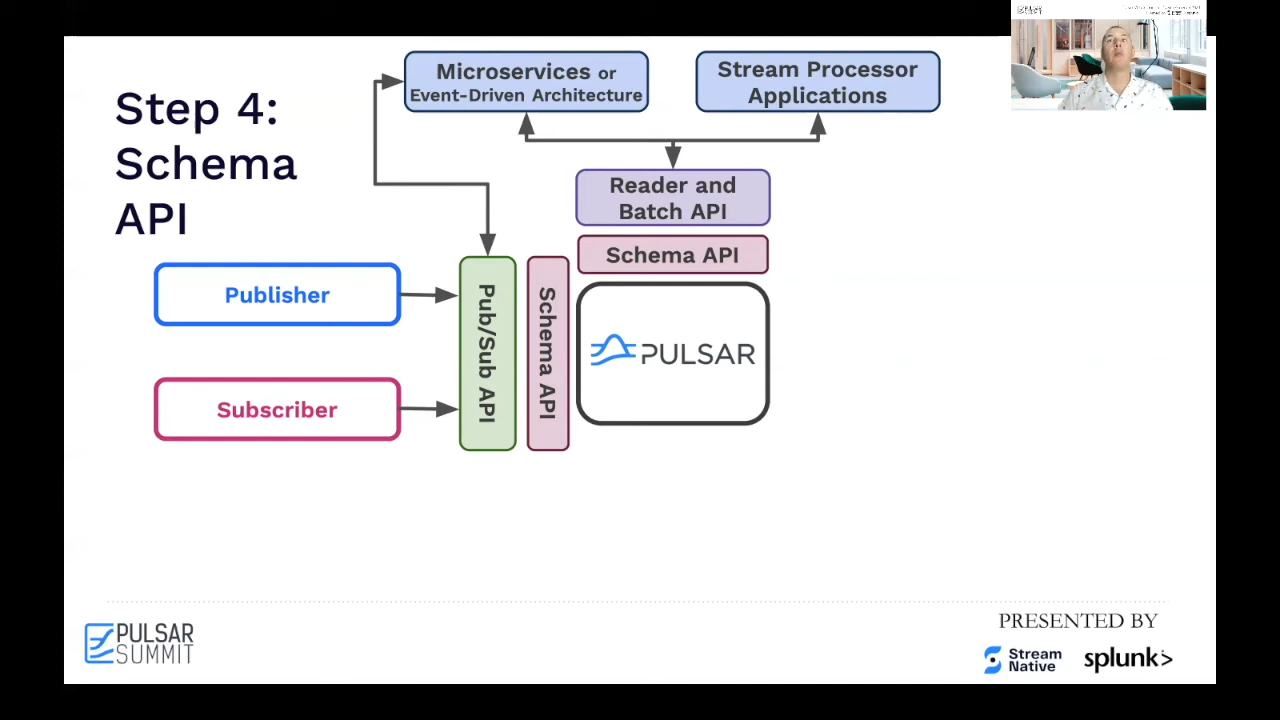 Step 4:
Schema
API
Microservices or
Event-Driven Architecture
Stream Processor
Applications
Reader and
Batch API
Schema API
Publisher
Subscriber
Pub/Sub API
Schema API
PULSAR
PULSAR
SUMMIT
PRESENTED BY
Stream
Native
splunk>